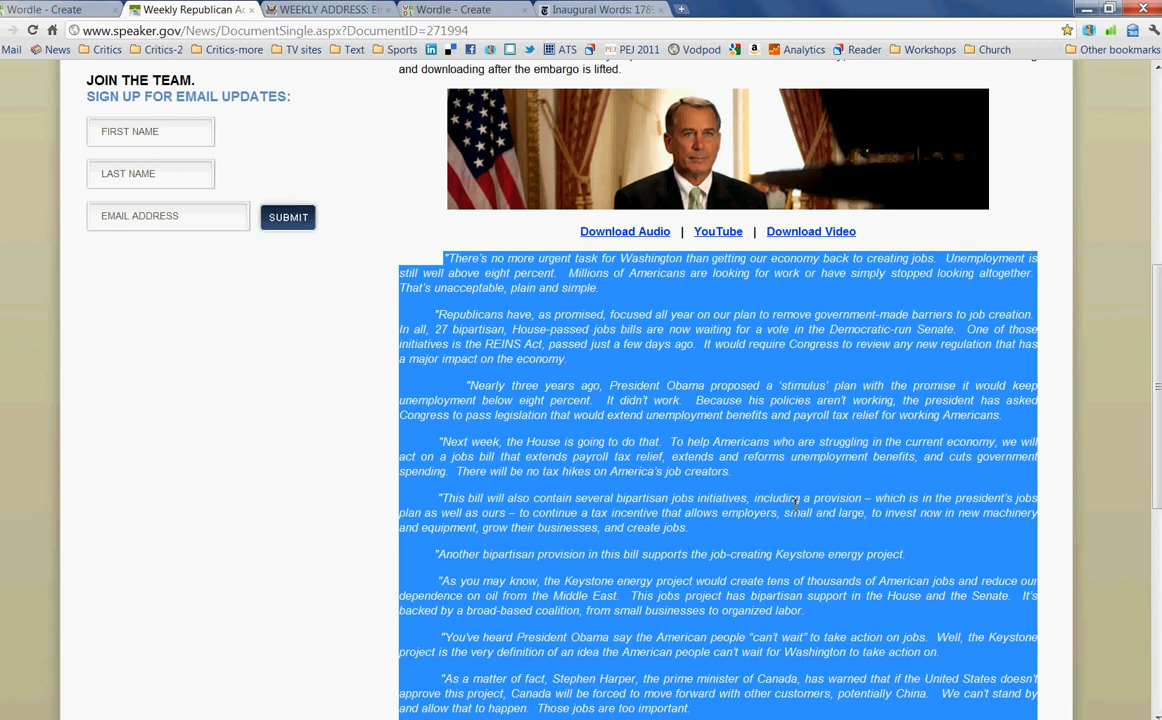 Wordle - Create
Weekly Republican Ac
WEEKLY ADDRESS: E
Wordle - Create
Inaugural Words: 1789
www.speaker.gov/News/DocumentSingle.aspx?DocumentID=271994
Mail News Critics Critics-2 Critics-more TV sites Text Sports ATS PEJ 2011 Vodpod Analytics Reader Workshops Church Other bookmarks
JOIN THE TEAM.
SIGN UP FOR EMAIL UPDATES:
FIRST NAME
LAST NAME
EMAIL ADDRESS SUBMIT
and downloading after the embargo is lifted.
Download Audio | YouTube | Download Video
"There's no more urgent task for Washington than getting our economy back to creating jobs. Unemployment is
still well above eight percent. Millions of Americans are looking for work or have simply stopped looking altogether.
That's unacceptable, plain and simple.
"Republicans have, as promised, focused all year on our plan to remove government-made barriers to job creation.
In all, 27 bipartisan, House-passed jobs bills are now waiting for a vote in the Democratic-run Senate. One of those
initiatives is the REINS Act, passed just a few days ago. It would require Congress to review any new regulation that has
a major impact on the economy.
"Nearly three years ago, President Obama proposed a 'stimulus' plan with the promise it would keep
unemployment below eight percent. It didn't work. Because his policies aren't working, the president has asked
Congress to pass legislation that would extend unemployment benefits and payroll tax relief for working Americans.
"Next week, the House is going to do that. To help Americans who are struggling in the current economy, we will
act on a jobs bill that extends payroll tax relief, extends and reforms unemployment benefits, and cuts government
spending. There will be no tax hikes on America's job creators.
"This bill will also contain several bipartisan jobs initiatives, including a provision – which is in the president's jobs
plan as well as ours – to continue a tax incentive that allows employers, small and large, to invest now in new machinery
and equipment, grow their businesses, and create jobs.
"Another bipartisan provision in this bill supports the job-creating Keystone energy project.
"As you may know, the Keystone energy project would create tens of thousands of American jobs and reduce our
dependence on oil from the Middle East. This jobs project has bipartisan support in the House and the Senate. It's
backed by a broad-based coalition, from small businesses to organized labor.
"You've heard President Obama say the American people "can't wait" to take action on jobs. Well, the Keystone
project is the very definition of an idea the American people can't wait for Washington to take action on.
"As a matter of fact, Stephen Harper, the prime minister of Canada, has warned that if the United States doesn't
approve this project, Canada will be forced to move forward with other customers, potentially China. We can't stand by
and allow that to happen. Those jobs are too important.